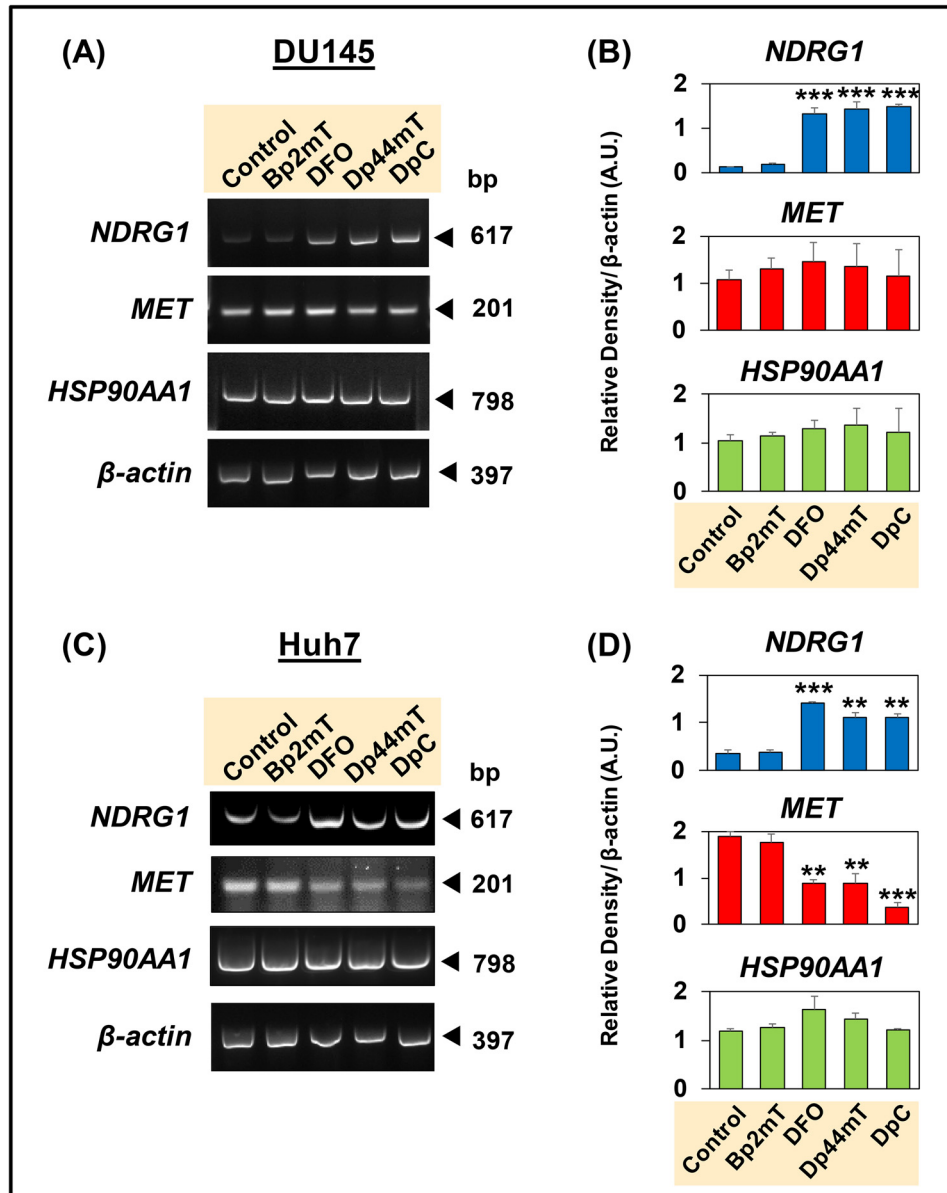 (A)
DU145
Control
Bp2mT
DFO
Dp44mT
DpC
bp
NDRG1
617
MET
201
HSP90AA1
798
β-actin
397
(B)
Relative Density/ β-actin (A.U.)
NDRG1
2
1
0
*** *** ***
MET
2
1
0
HSP90AA1
2
1
0
Control
Bp2mT
DFO
Dp44mT
DpC
(C)
Huh7
Control
Bp2mT
DFO
Dp44mT
DpC
bp
NDRG1
617
MET
201
HSP90AA1
798
β-actin
397
(D)
Relative Density/ β-actin (A.U.)
NDRG1
2
1
0
*** ** **
MET
2
1
0
** ** ***
HSP90AA1
2
1
0
Control
Bp2mT
DFO
Dp44mT
DpC